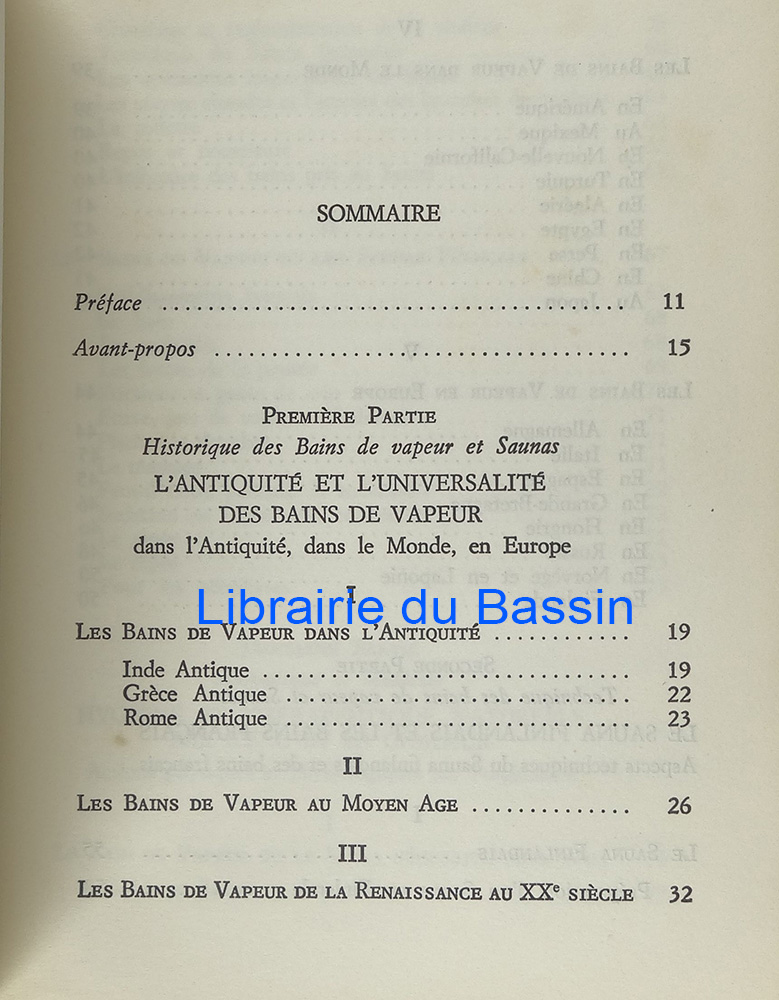 SOMMAIRE
Préface ........................................ 11
Avant-propos .................................... 15
PREMIÈRE PARTIE
Historique des Bains de vapeur et Saunas
L'ANTIQUITÉ ET L'UNIVERSALITÉ
DES BAINS DE VAPEUR
dans l'Antiquité, dans le Monde, en Europe
I
Librairie du Bassin
LES BAINS DE VAPEUR DANS L'ANTIQUITÉ ............ 19
Inde Antique ................................ 19
Grèce Antique .............................. 22
Rome Antique .............................. 23
II
LES BAINS DE VAPEUR AU MOYEN AGE .............. 26
III
LES BAINS DE VAPEUR DE LA RENAISSANCE AU XXe SIÈCLE 32